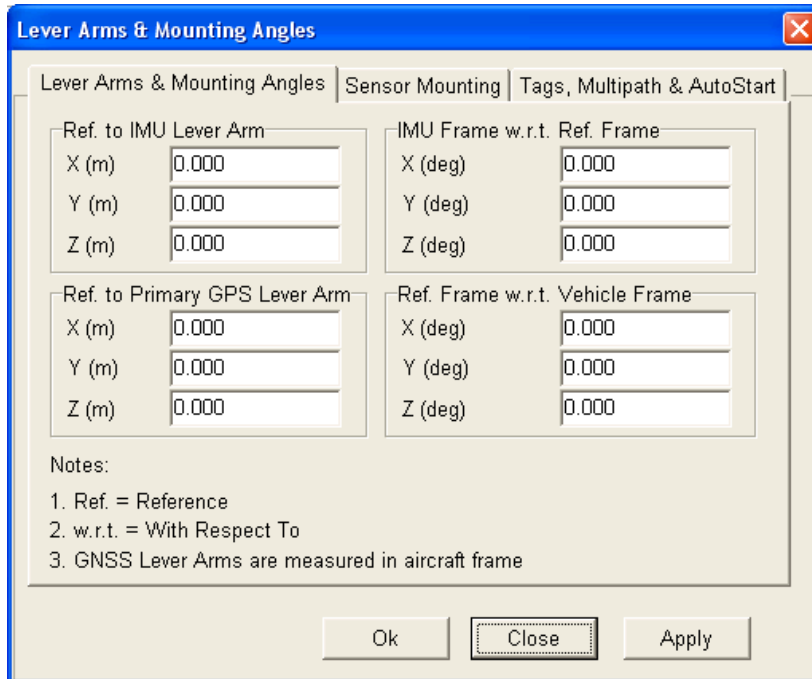 Lever Arms & Mounting Angles
Lever Arms & Mounting Angles Sensor Mounting Tags, Multipath & AutoStart
Ref. to IMU Lever Arm
X (m) 0.000
Y (m) 0.000
Z (m) 0.000
IMU Frame w.r.t. Ref. Frame
X (deg) 0.000
Y (deg) 0.000
Z (deg) 0.000
Ref. to Primary GPS Lever Arm
X (m) 0.000
Y (m) 0.000
Z (m) 0.000
Ref. Frame w.r.t. Vehicle Frame
X (deg) 0.000
Y (deg) 0.000
Z (deg) 0.000
Notes:
1. Ref. = Reference
2. w.r.t. = With Respect To
3. GNSS Lever Arms are measured in aircraft frame
Ok Close Apply